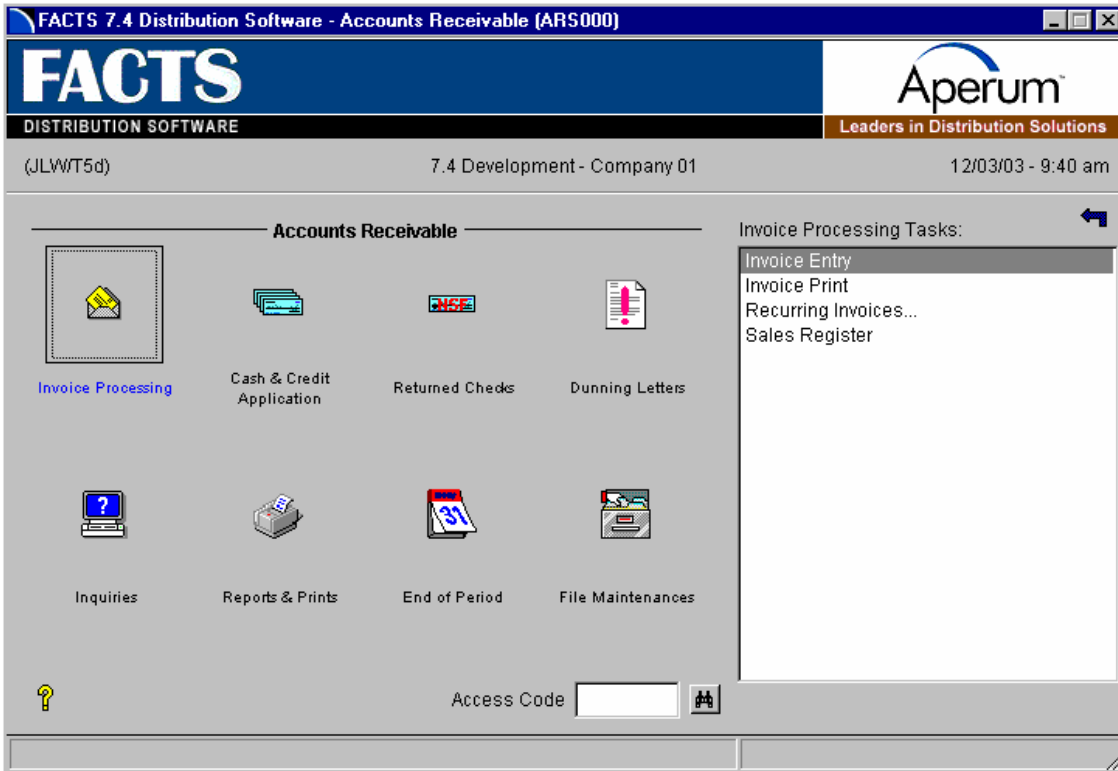 FACTS 7.4 Distribution Software - Accounts Receivable (ARS000)
FACTS
DISTRIBUTION SOFTWARE
Aperum™
Leaders in Distribution Solutions
(JLW/T5d)
7.4 Development - Company 01
12/03/03 - 9:40 am
Accounts Receivable
Invoice Processing
Cash & Credit
Application
NSF
Returned Checks
Dunning Letters
?
Inquiries
Reports & Prints
31
End of Period
File Maintenances
Invoice Processing Tasks:
Invoice Entry
Invoice Print
Recurring Invoices...
Sales Register
?
Access Code